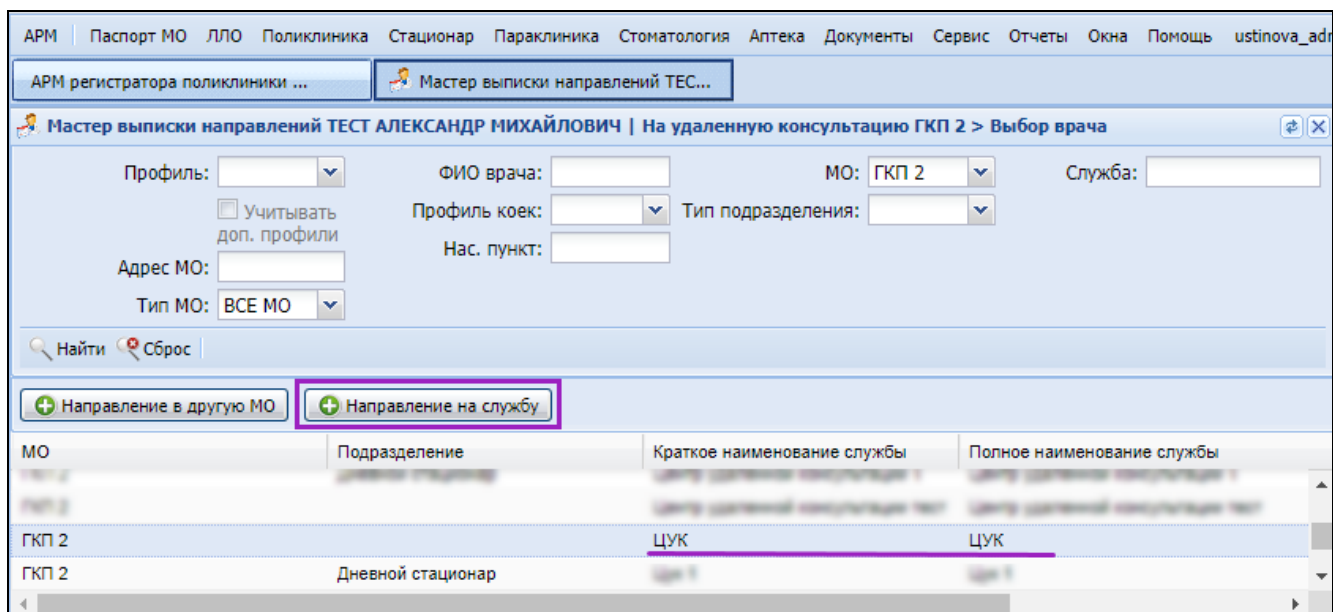 АРМ Паспорт МО ЛЛО Поликлиника Стационар Параклиника Стоматология Аптека Документы Сервис Отчеты Окна Помощь ustinova_adm
АРМ регистратора поликлиники ... Мастер выписки направлений ТЕС...
Мастер выписки направлений ТЕСТ АЛЕКСАНДР МИХАЙЛОВИЧ | На удаленную консультацию ГКП 2 > Выбор врача
Профиль: ФИО врача: МО: ГКП 2 Служба:
Учитывать доп. профили Профиль коек: Тип подразделения:
Нас. пункт:
Адрес МО:
Тип МО: ВСЕ МО
Найти Сброс
Направление в другую МО Направление на службу
МО Подразделение Краткое наименование службы Полное наименование службы
ГКП 2 ЦУК ЦУК
ГКП 2 Дневной стационар